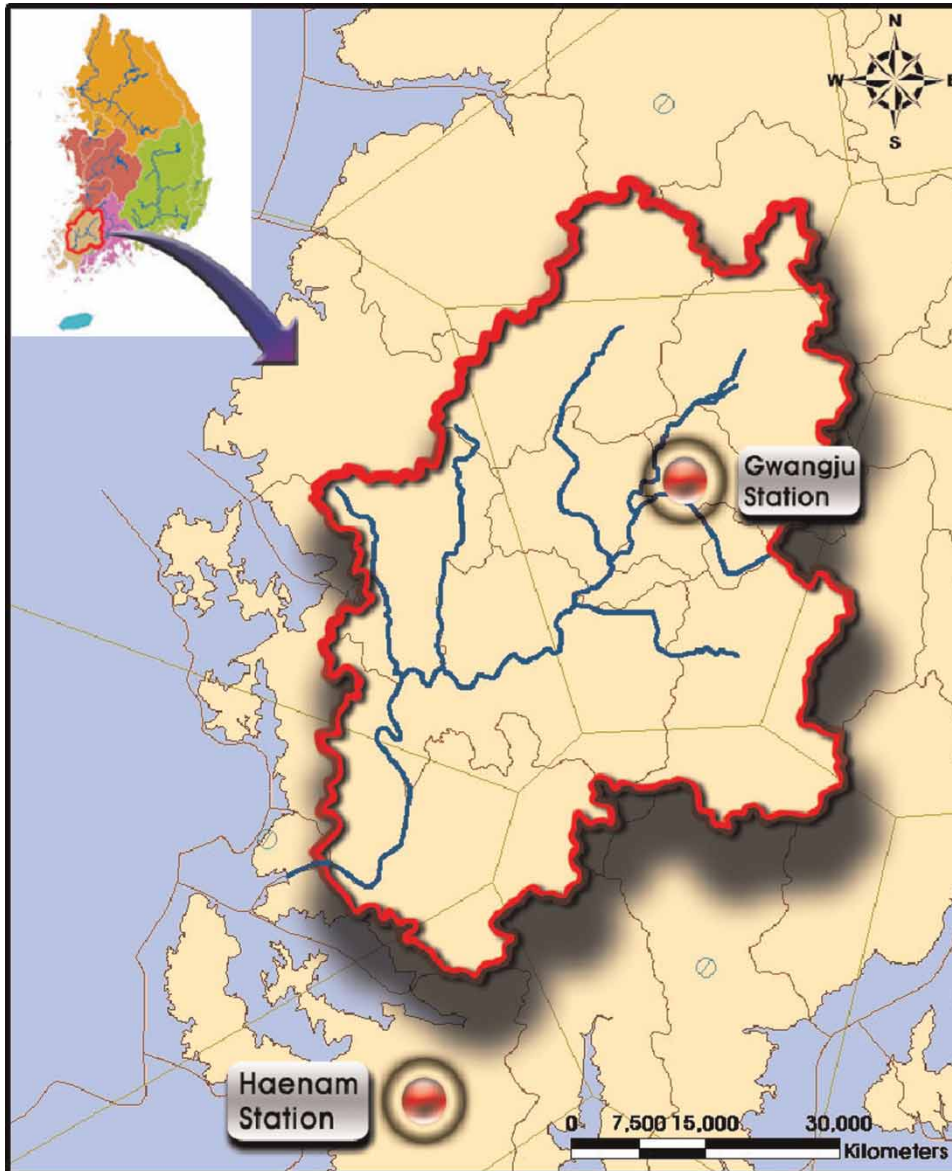 N
W E
S
Gwangju
Station
Haenam
Station
0 7,500 15,000 30,000
Kilometers